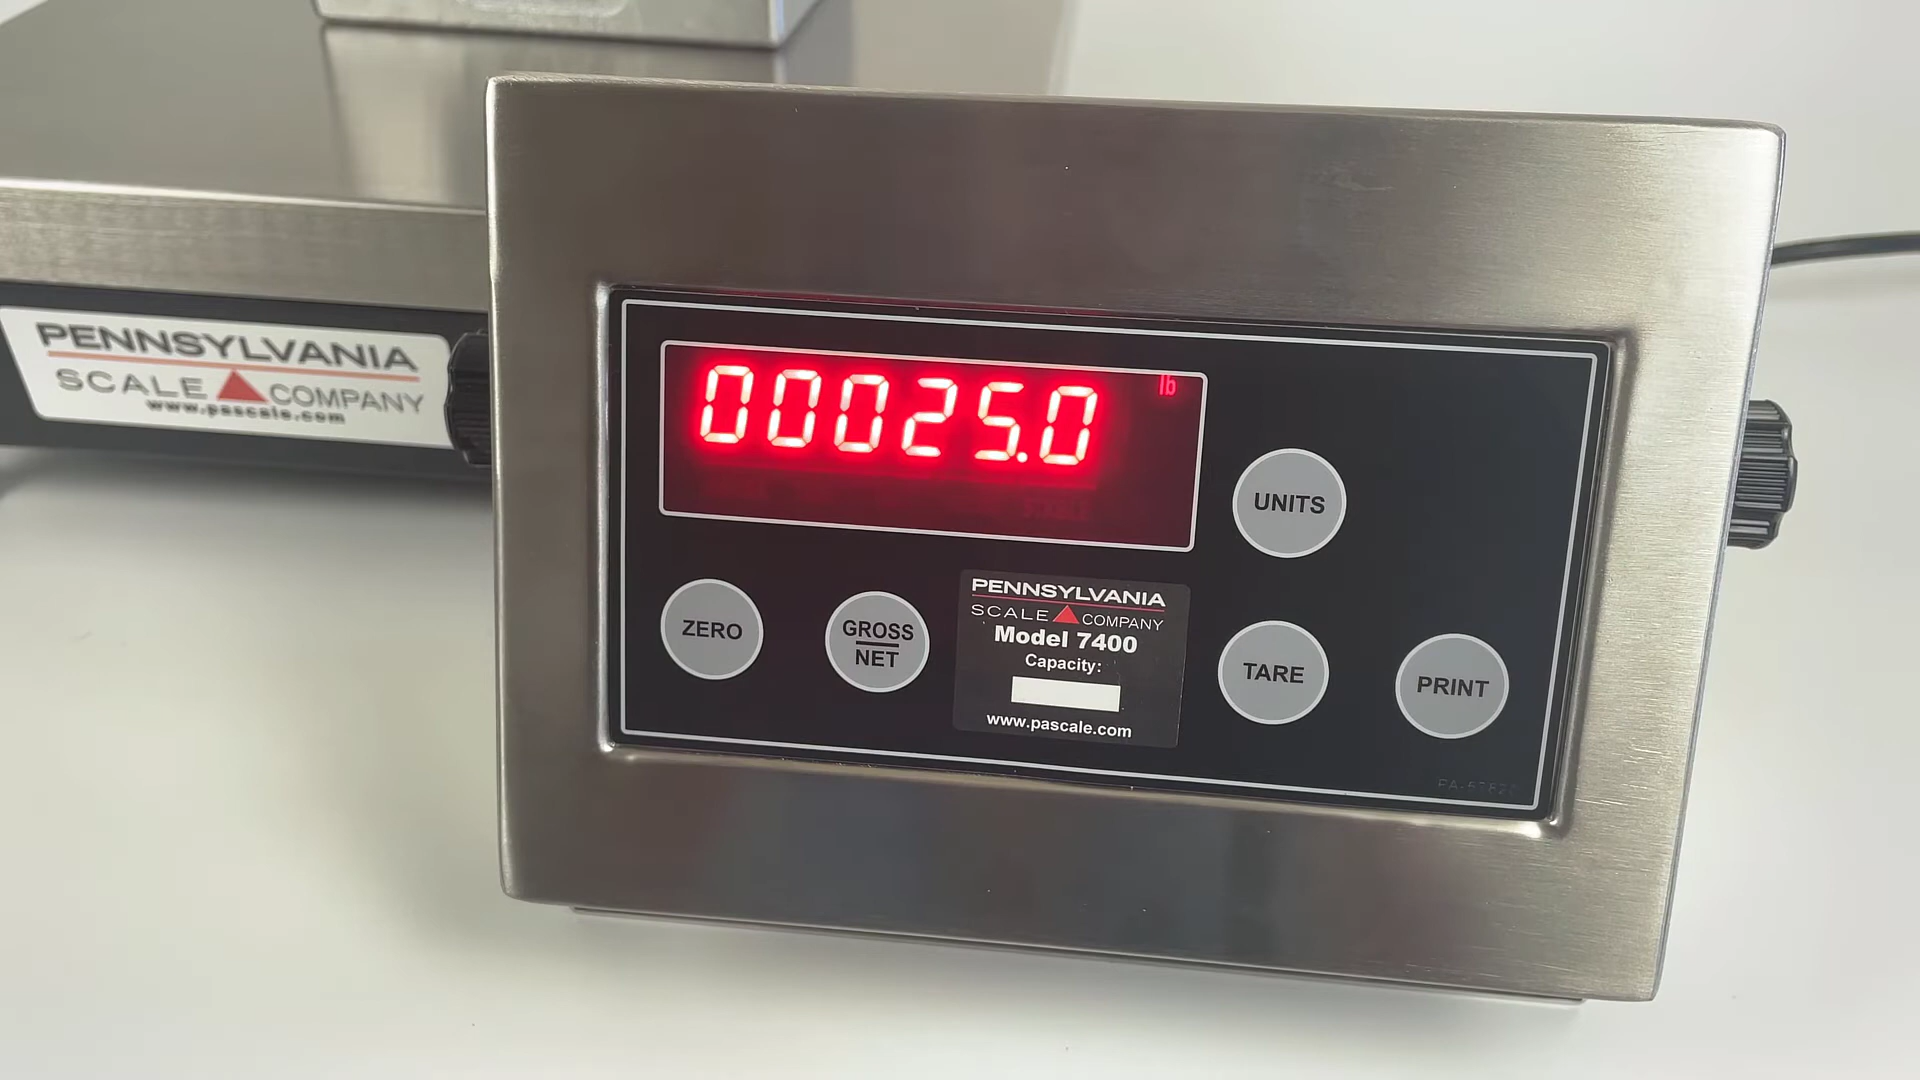 PENNSYLVANIA
SCALE COMPANY
www.pascale.com
00025.0 lb
UNITS
ZERO
GROSS
NET
PENNSYLVANIA
SCALE COMPANY
Model 7400
Capacity:
www.pascale.com
TARE
PRINT